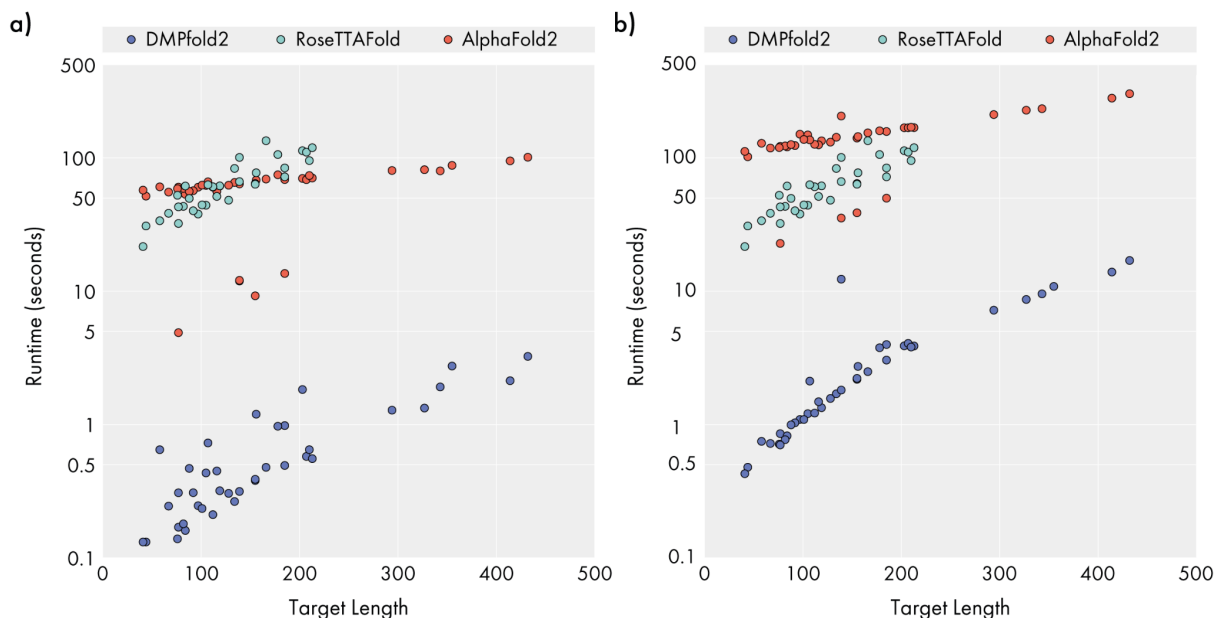 a)
DMPfold2 RoseTTAFold AlphaFold2
500
100
50
10
5
1
0.5
0.1
0 100 200 300 400 500
Runtime (seconds)
Target Length
b)
DMPfold2 RoseTTAFold AlphaFold2
500
100
50
10
5
1
0.5
0.1
0 100 200 300 400 500
Runtime (seconds)
Target Length